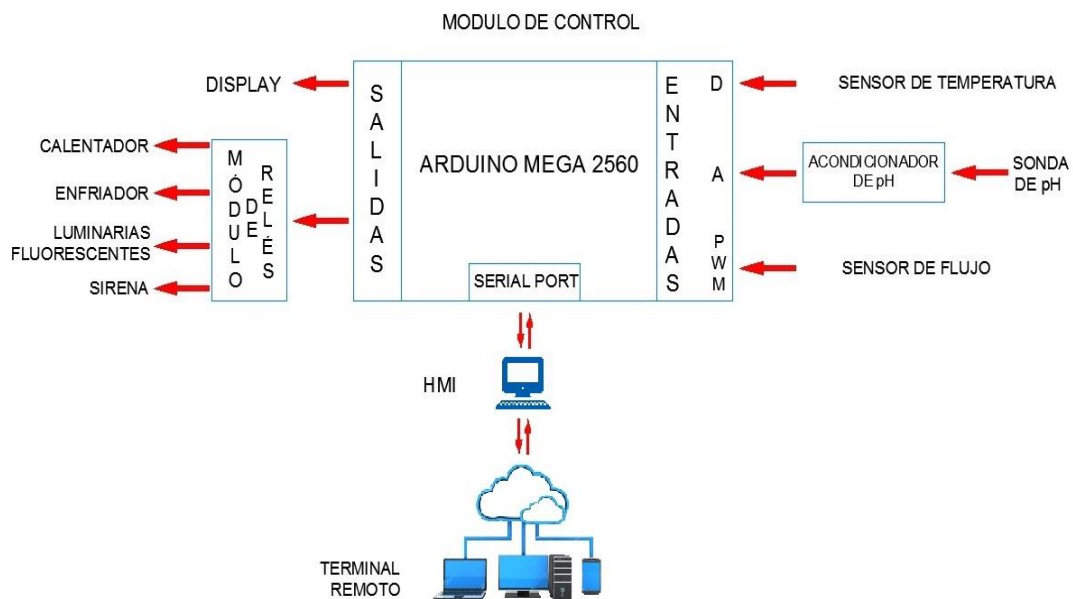 MODULO DE CONTROL
DISPLAY
CALENTADOR
ENFRIADOR
LUMINARIAS
FLUORESCENTES
SIRENA
MÓDULO
DE
RELÉS
SALIDAS
ARDUINO MEGA 2560
SERIAL PORT
ENTRADAS
D
A
PWM
SENSOR DE TEMPERATURA
ACONDICIONADOR
DE pH
SONDA
DE pH
SENSOR DE FLUJO
HMI
TERMINAL
REMOTO